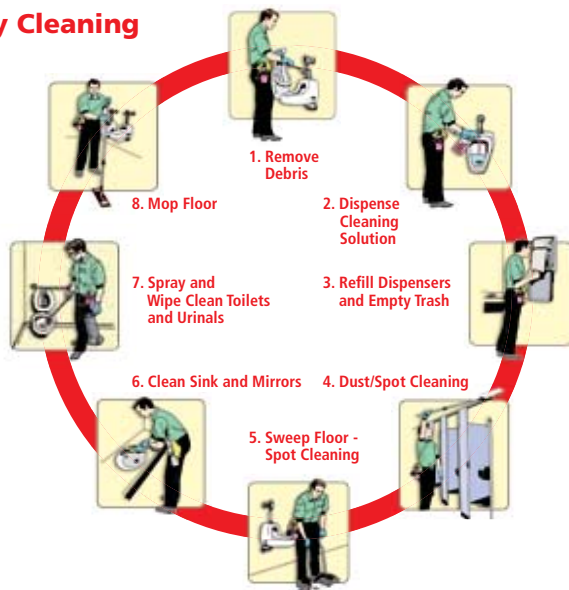 Cleaning
1. Remove
Debris
2. Dispense
Cleaning
Solution
3. Refill Dispensers
and Empty Trash
4. Dust/Spot Cleaning
5. Sweep Floor -
Spot Cleaning
6. Clean Sink and Mirrors
7. Spray and
Wipe Clean Toilets
and Urinals
8. Mop Floor